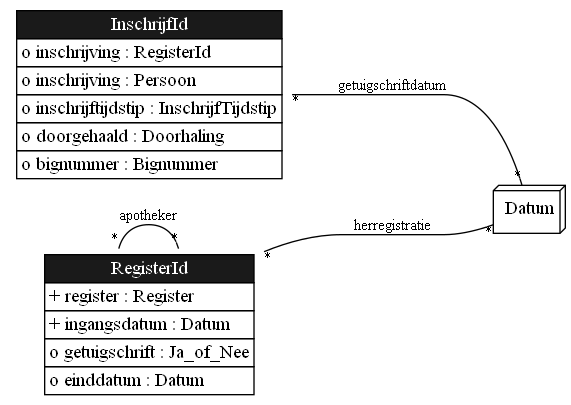 InschrijfId
o inschrijving : RegisterId
o inschrijving : Persoon
o inschrijftijdstip : InschrijfTijdstip
o doorgehaald : Doorhaling
o bignummer : Bignummer
getuigschriftdatum
*
*
Datum
apotheker
*
*
herregistratie
*
*
RegisterId
+ register : Register
+ ingangsdatum : Datum
o getuigschrift : Ja_of_Nee
o einddatum : Datum